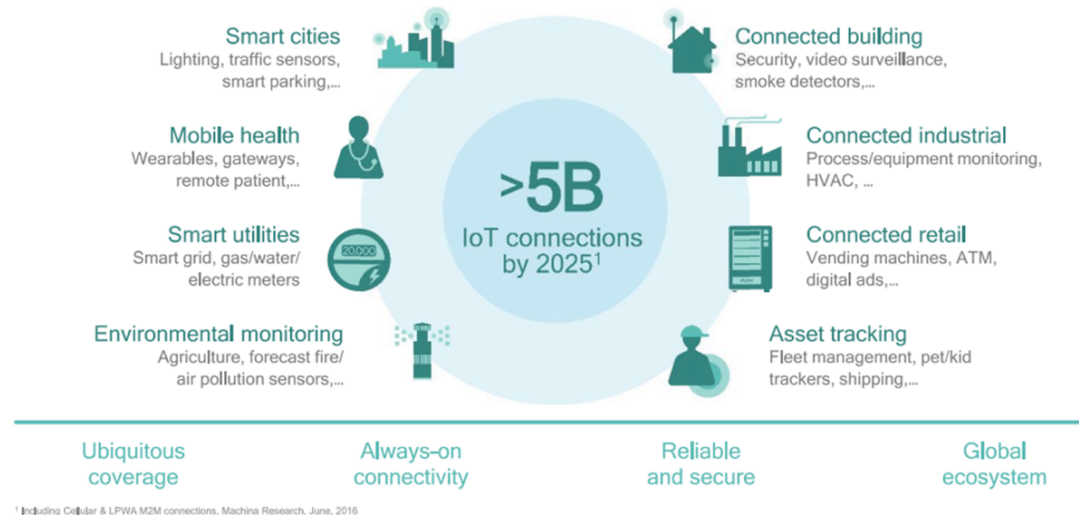 Smart cities
Lighting, traffic sensors,
smart parking,...
Mobile health
Wearables, gateways,
remote patient,...
Smart utilities
Smart grid, gas/water/
electric meters
20,000
Environmental monitoring
Agriculture, forecast fire/
air pollution sensors,...
>5B
IoT connections
by 2025¹
Connected building
Security, video surveillance,
smoke detectors,...
Connected industrial
Process/equipment monitoring,
HVAC, ...
Connected retail
Vending machines, ATM,
digital ads,...
Asset tracking
Fleet management, pet/kid
trackers, shipping,...
Ubiquitous
coverage
Always-on
connectivity
Reliable
and secure
Global
ecosystem
¹ Including Cellular & LPWA M2M connections, Machina Research, June, 2016